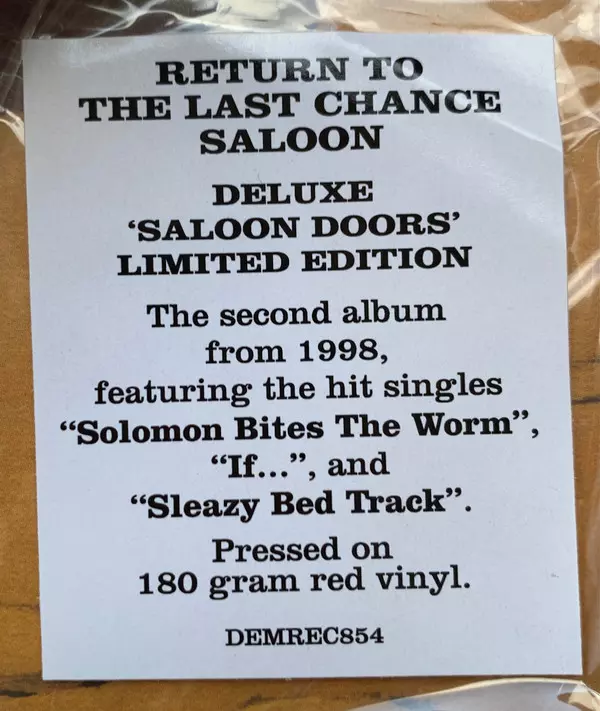 RETURN TO
THE LAST CHANCE
SALOON
DELUXE
‘SALOON DOORS’
LIMITED EDITION
The second album
from 1998,
featuring the hit singles
“Solomon Bites The Worm”,
“If...”, and
“Sleazy Bed Track”.
Pressed on
180 gram red vinyl.
DEMREC854